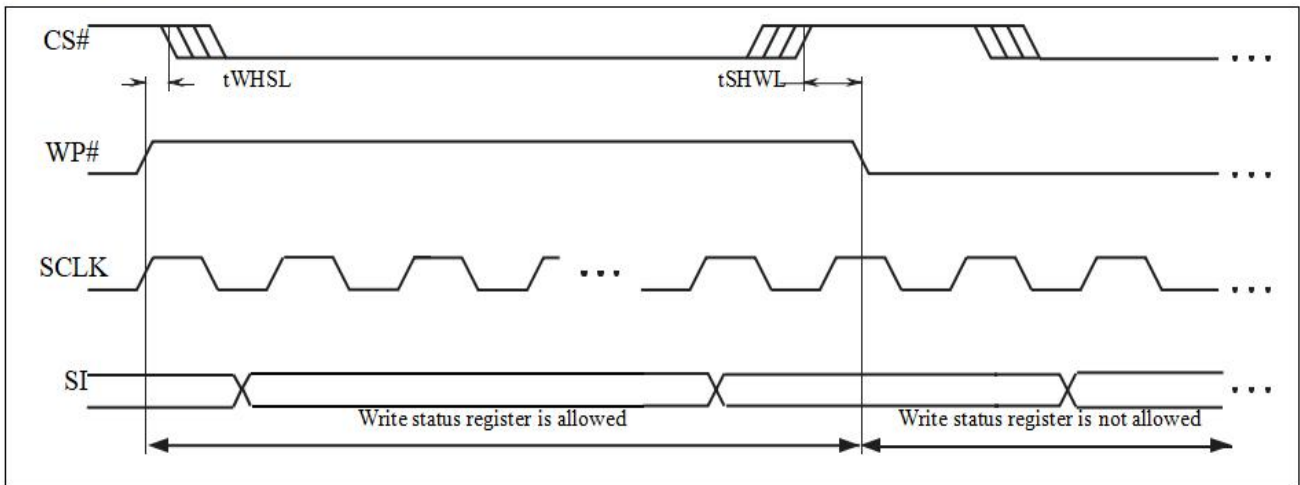 CS#
tWHSL
tSHWL
WP#
SCLK
SI
Write status register is allowed
Write status register is not allowed